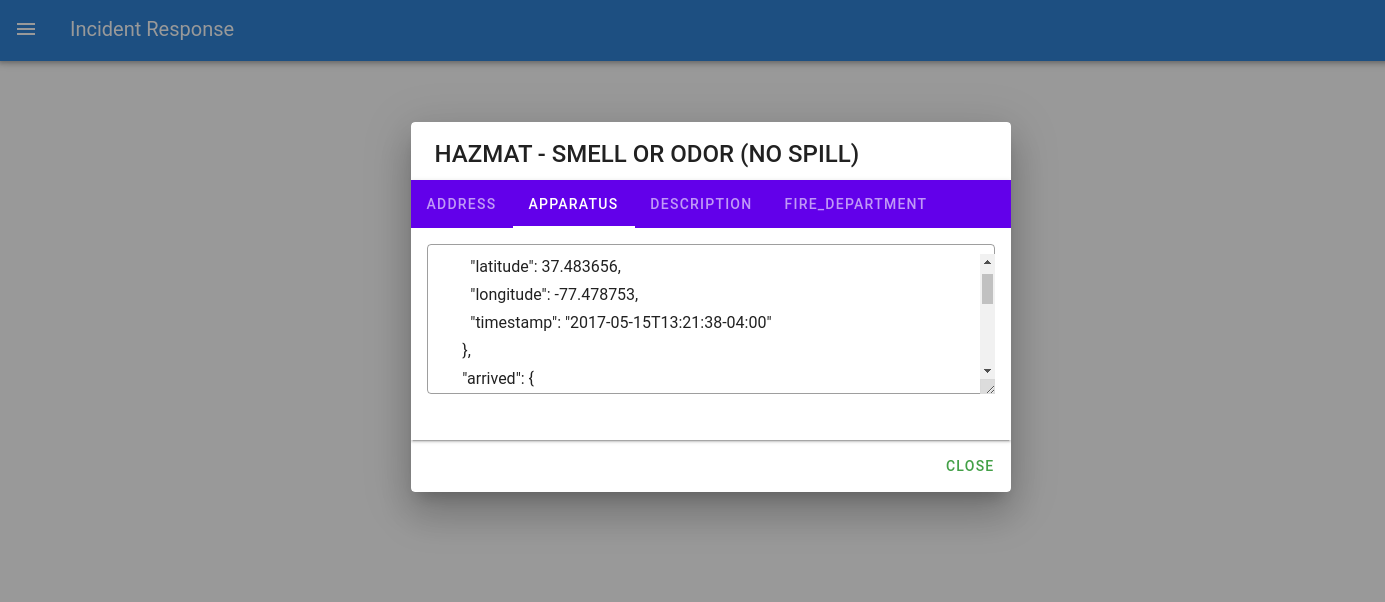 Incident Response
HAZMAT - SMELL OR ODOR (NO SPILL)
ADDRESS APPARATUS DESCRIPTION FIRE_DEPARTMENT
"latitude": 37.483656,
"longitude": -77.478753,
"timestamp": "2017-05-15T13:21:38-04:00"
},
"arrived": {
CLOSE